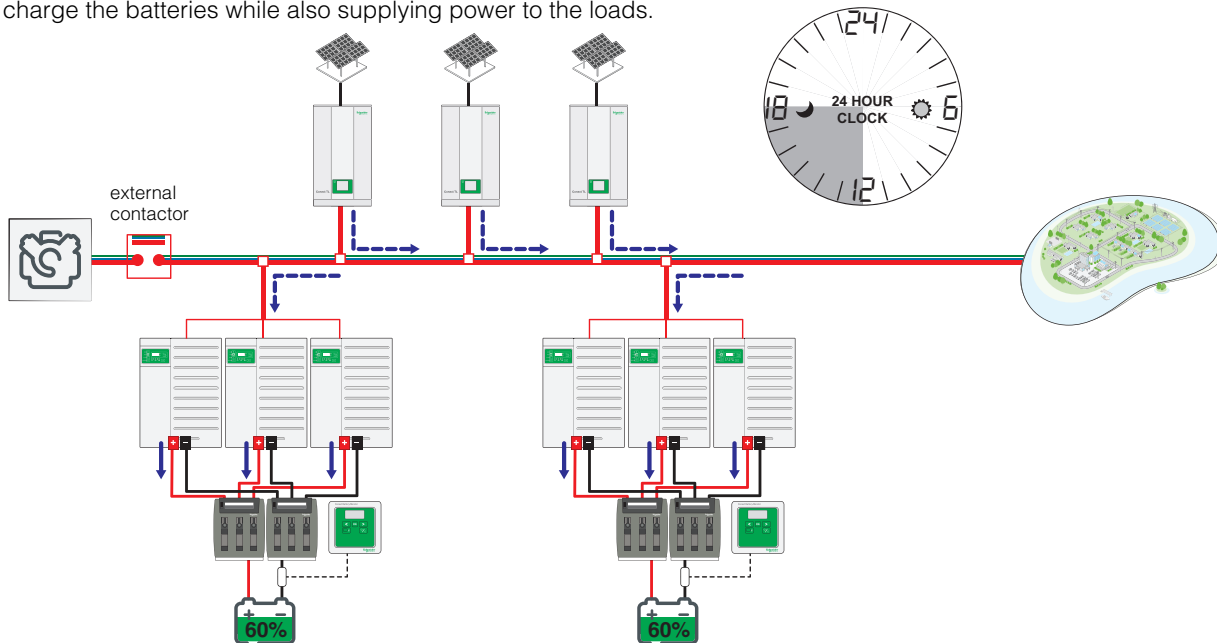 charge the batteries while also supplying power to the loads.
24
18
24 HOUR
CLOCK
6
12
external
contactor
+ − + − + −
+ − + − + −
+ −
60%
+ −
60%